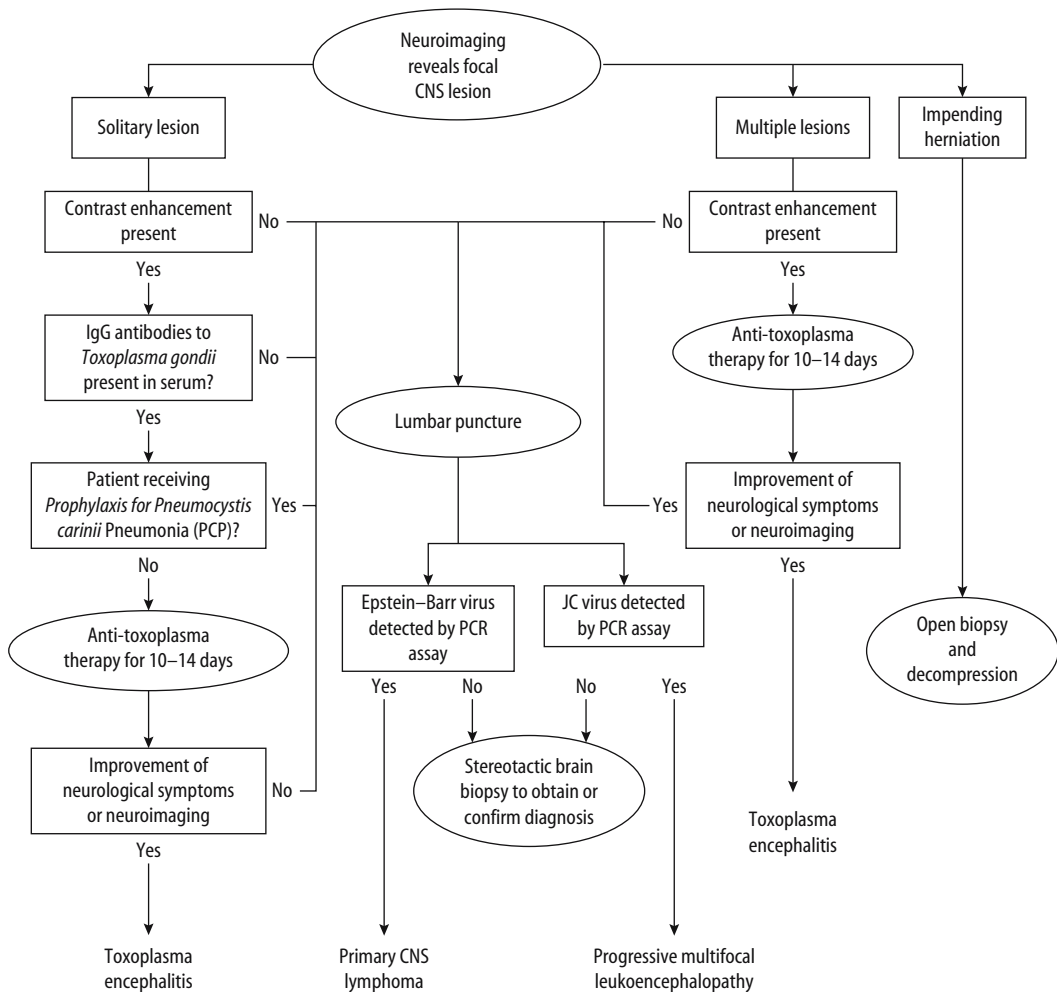 Neuroimaging
reveals focal
CNS lesion
Solitary lesion
Multiple lesions
Impending
herniation
Contrast enhancement
present
No
No
Contrast enhancement
present
Yes
Yes
IgG antibodies to
Toxoplasma gondii
present in serum?
No
Anti-toxoplasma
therapy for 10–14 days
Yes
Lumbar puncture
Patient receiving
Prophylaxis for Pneumocystis
carinii Pneumonia (PCP)?
Yes
Yes
Improvement of
neurological symptoms
or neuroimaging
No
Yes
Epstein–Barr virus
detected by PCR
assay
JC virus detected
by PCR assay
Anti-toxoplasma
therapy for 10–14 days
Open biopsy
and
decompression
Yes
No
No
Yes
Improvement of
neurological symptoms
or neuroimaging
No
Stereotactic brain
biopsy to obtain or
confirm diagnosis
Toxoplasma
encephalitis
Yes
Toxoplasma
encephalitis
Primary CNS
lymphoma
Progressive multifocal
leukoencephalopathy